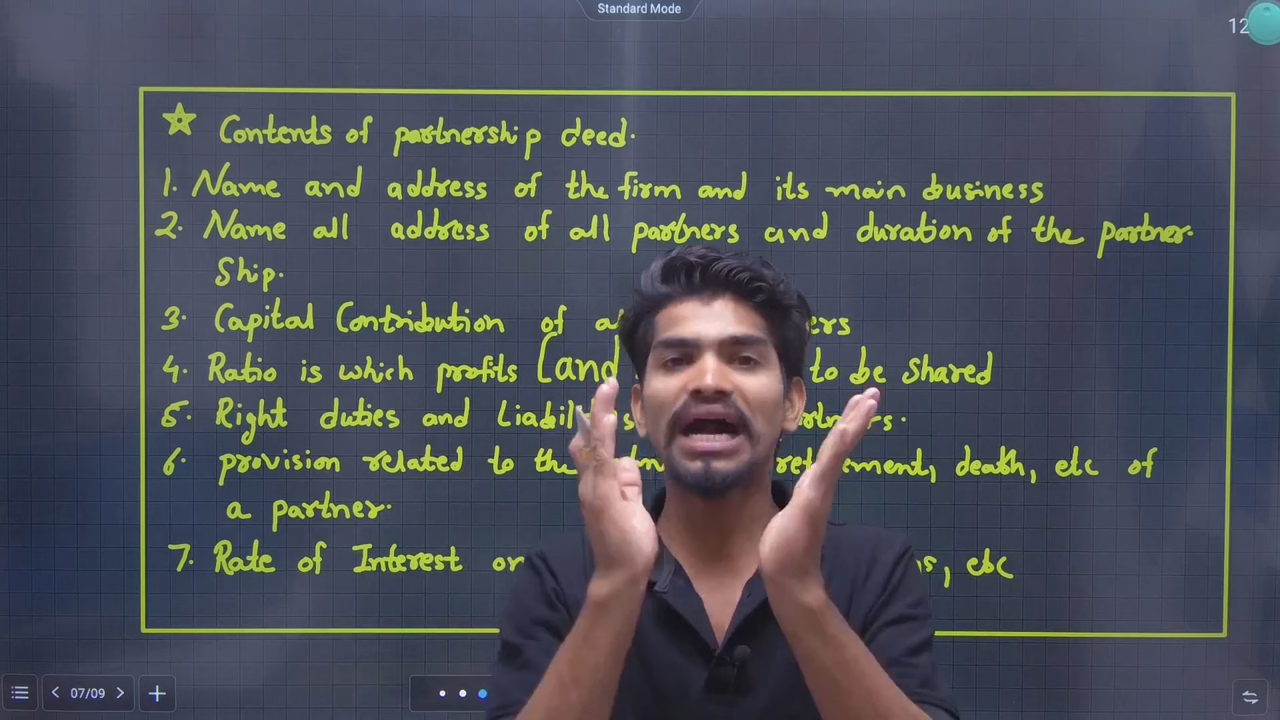 Standard Mode
12
Contents of partnership deed.
1. Name and address of the firm and its main business
2. Name all address of all partners and duration of the partner.
Ship.
3. Capital Contribution of
4. Ratio is which profits (and to be shared
5. Right duties and
6. provision related to the death, etc of
a partner.
7. Rate of Interest etc
07/09